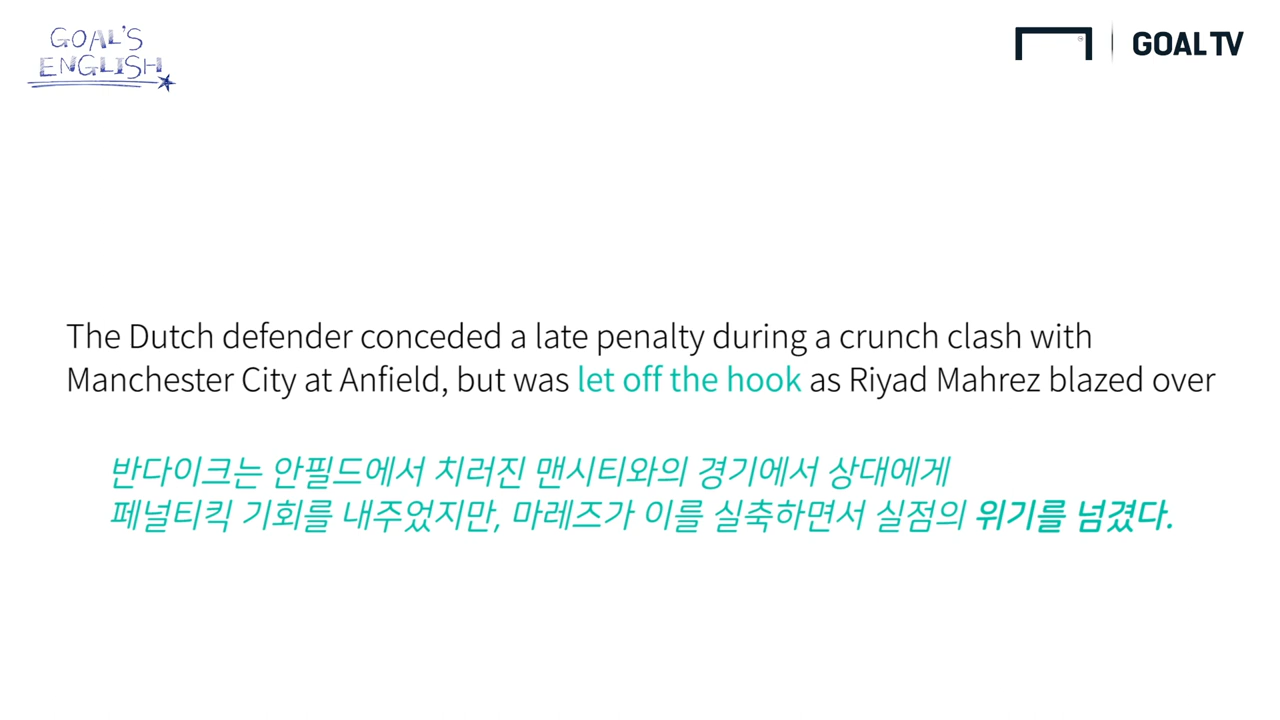 GOAL'S
ENGLISH
GOAL TV
The Dutch defender conceded a late penalty during a crunch clash with
Manchester City at Anfield, but was let off the hook as Riyad Mahrez blazed over
반다이크는 안필드에서 치러진 맨시티와의 경기에서 상대에게
페널티킥 기회를 내주었지만, 마레즈가 이를 실축하면서 실점의 위기를 넘겼다.